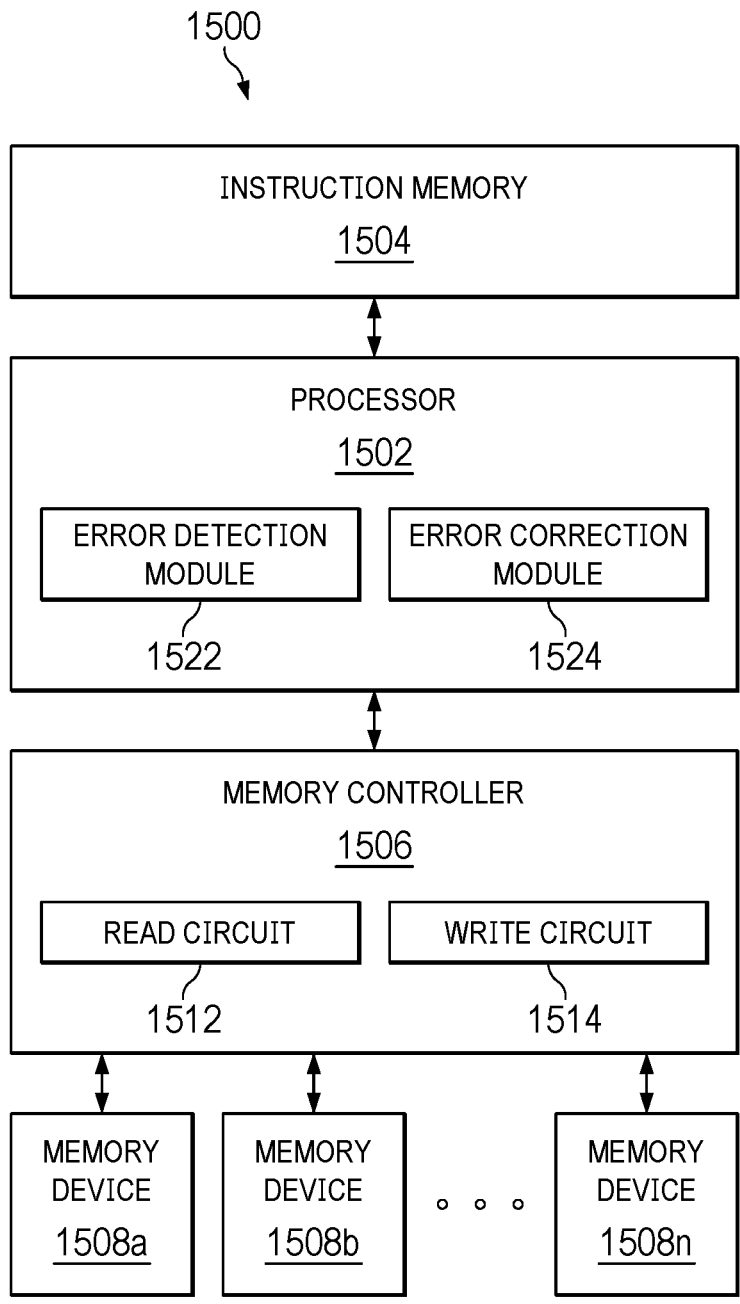 1500
INSTRUCTION MEMORY
1504
PROCESSOR
1502
ERROR DETECTION
MODULE
ERROR CORRECTION
MODULE
1522
1524
MEMORY CONTROLLER
1506
READ CIRCUIT
WRITE CIRCUIT
1512
1514
MEMORY
DEVICE
1508a
MEMORY
DEVICE
1508b
MEMORY
DEVICE
1508n